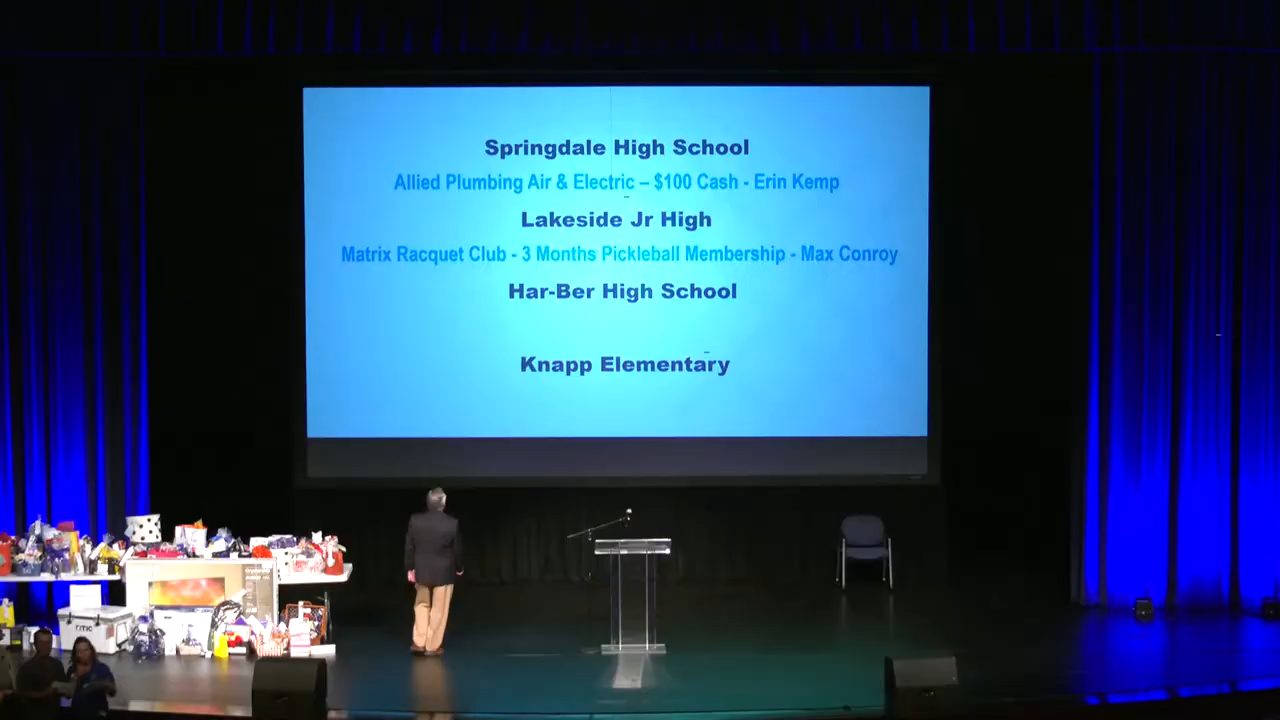 Springdale High School
Allied Plumbing Air & Electric – $100 Cash - Erin Kemp
Lakeside Jr High
Matrix Racquet Club - 3 Months Pickleball Membership - Max Conroy
Har-Ber High School
Knapp Elementary
RTIC